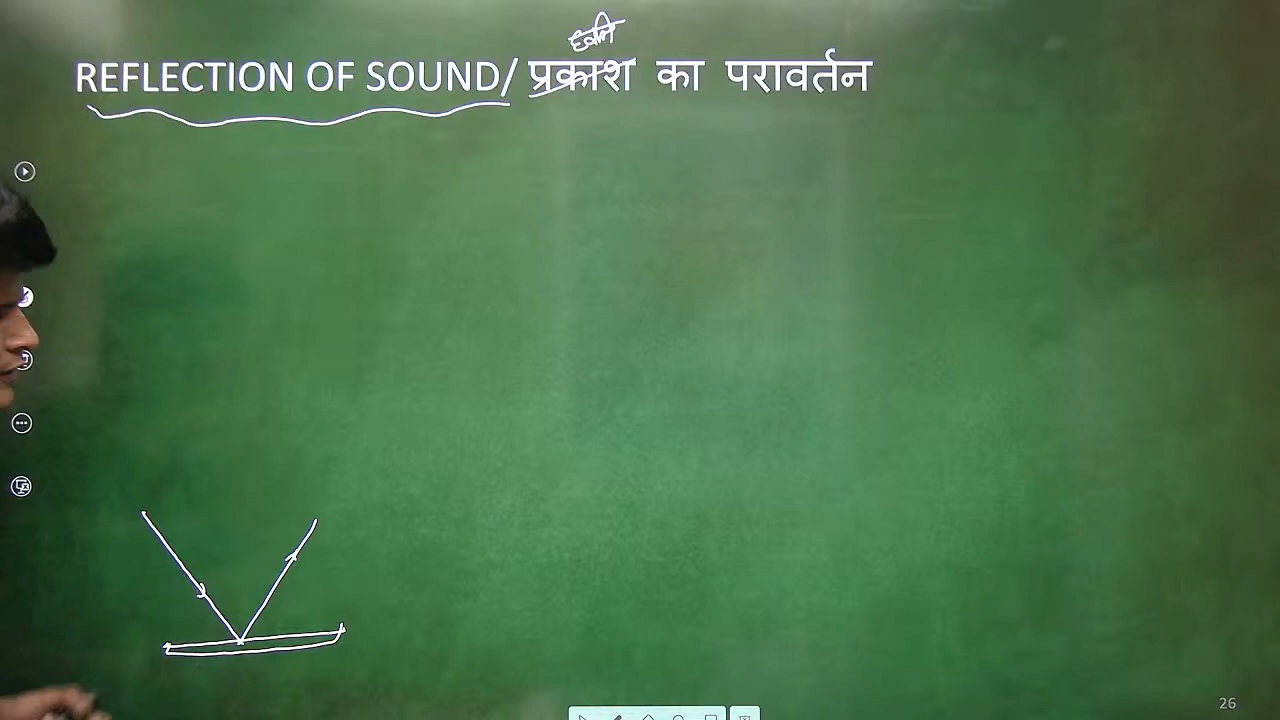 ध्वनि
REFLECTION OF SOUND/ प्रकाश का परावर्तन
26